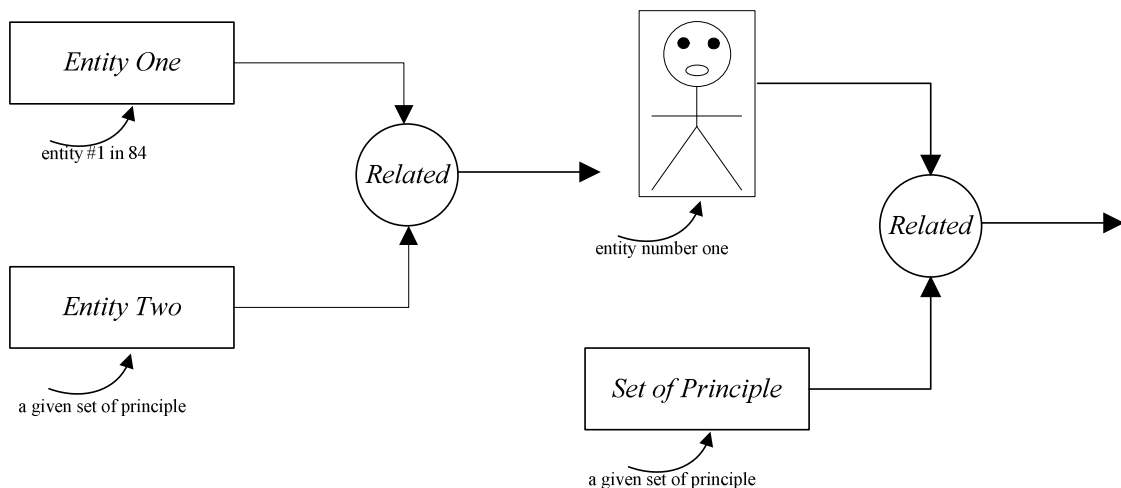 Entity One
entity #1 in 84
Related
Entity Two
a given set of principle
entity number one
Related
Set of Principle
a given set of principle